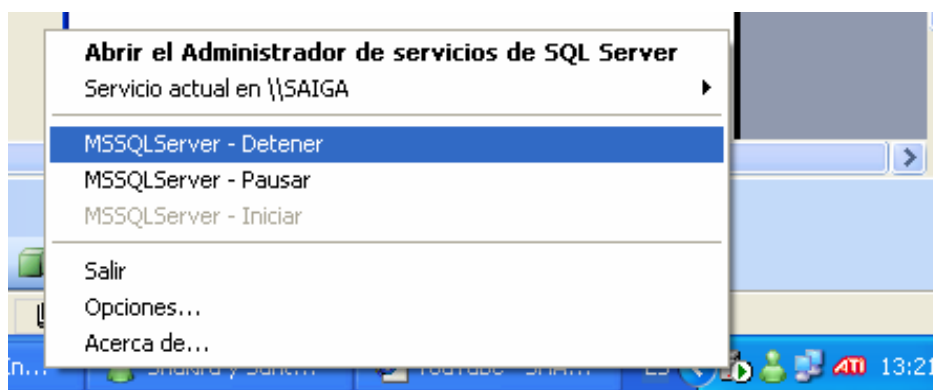 Abrir el Administrador de servicios de SQL Server
Servicio actual en \\SAIGA
MSSQLServer - Detener
MSSQLServer - Pausar
MSSQLServer - Iniciar
Salir
Opciones...
Acerca de...
ATI 13:21